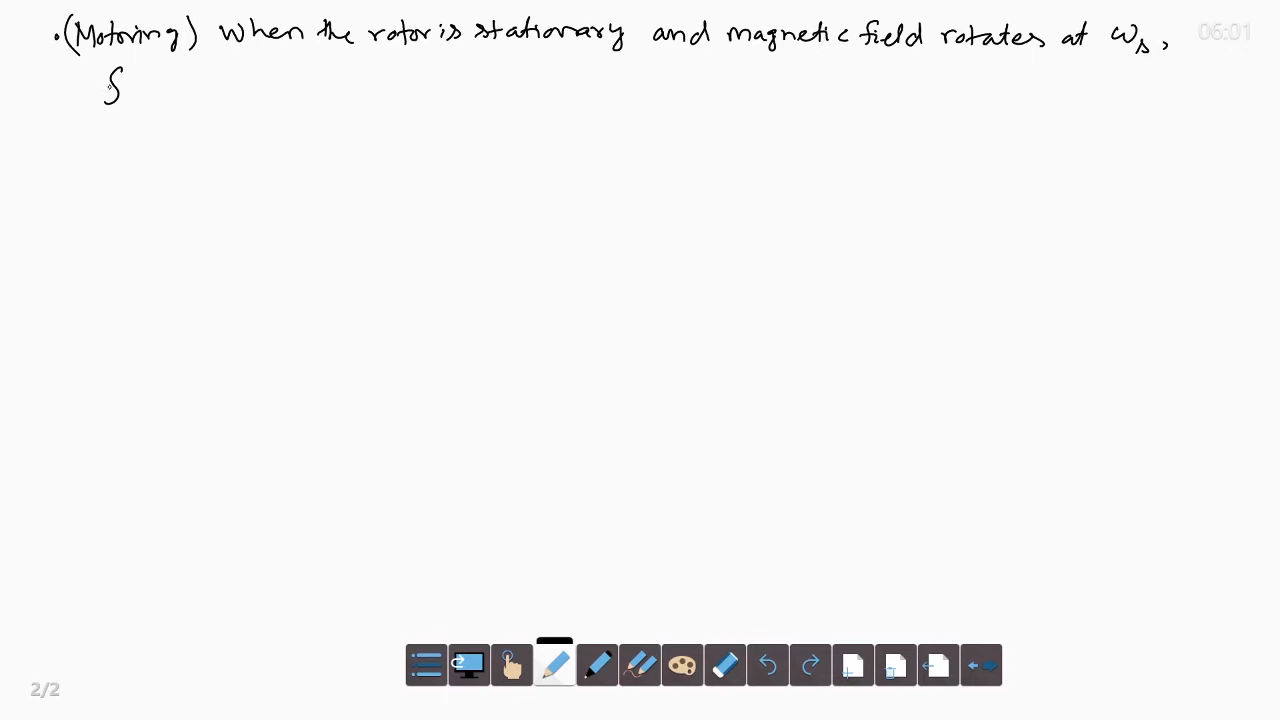 .(Motoring) When the rotor is stationary and magnetic field rotates at ωs,
S
06:01
2/2